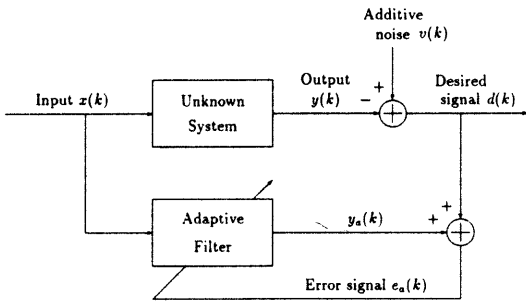 Additive
noise v(k)
Input x(k)
Unknown
System
Output
y(k)
+
−
+
Desired
signal d(k)
Adaptive
Filter
y_a(k)
+
+
+
Error signal e_a(k)